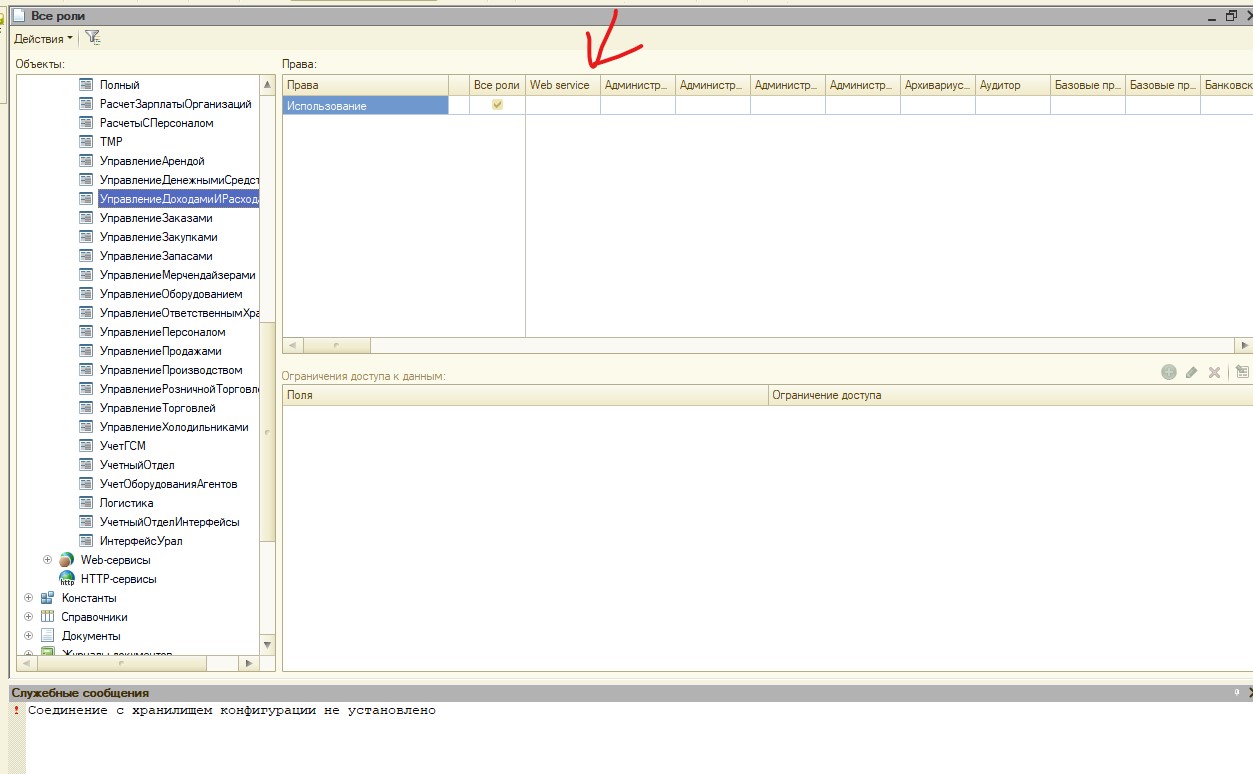 Все роли
Действия
Объекты:
Права:
Полный
РасчетЗарплатыОрганизаций
РасчетыСПерсоналом
ТМР
УправлениеАрендой
УправлениеДенежнымиСредст
УправлениеДоходамиИРасхода
УправлениеЗаказами
УправлениеЗакупками
УправлениеЗапасами
УправлениеМерчендайзерами
УправлениеОборудованием
УправлениеОтветственнымХра
УправлениеПерсоналом
УправлениеПродажами
УправлениеПроизводством
УправлениеРозничнойТорговл
УправлениеТорговлей
УправлениеХолодильниками
УчетГСМ
УчетныйОтдел
УчетОборудованияАгентов
Логистика
УчетныйОтделИнтерфейсы
ИнтерфейсУрал
Web-сервисы
HTTP-сервисы
Константы
Справочники
Документы
Журналы документов
Права Все роли Web service Администр... Администр... Администр... Администр... Архивариус... Аудитор Базовые пр... Базовые пр... Банковск
Использование
Ограничения доступа к данным:
Поля Ограничение доступа
Служебные сообщения
Соединение с хранилищем конфигурации не установлено